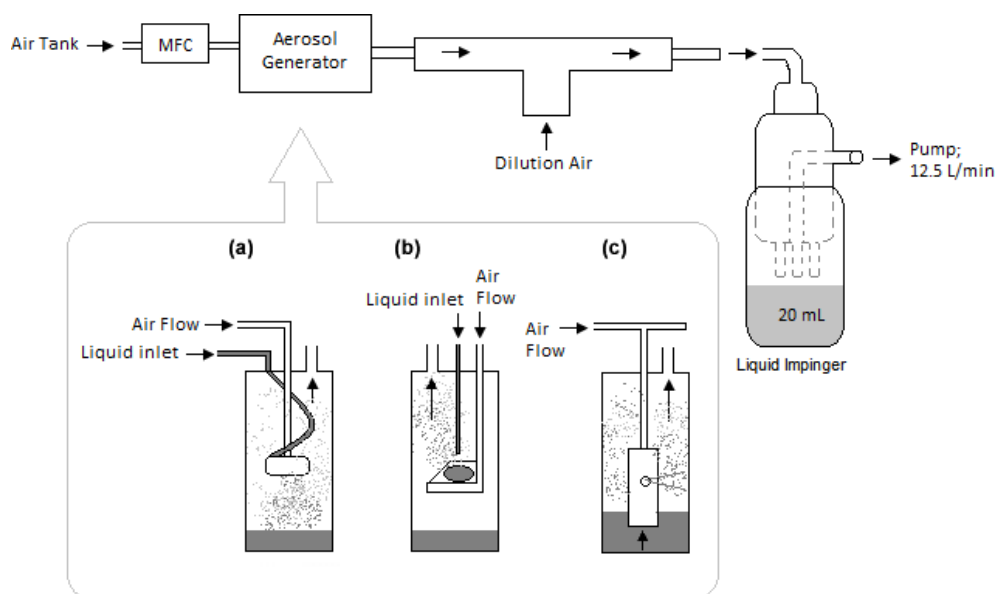 Air Tank
MFC
Aerosol
Generator
Dilution Air
Pump;
12.5 L/min
20 mL
Liquid Impinger
(a)
Air Flow
Liquid inlet
(b)
Liquid inlet
Air
Flow
(c)
Air
Flow